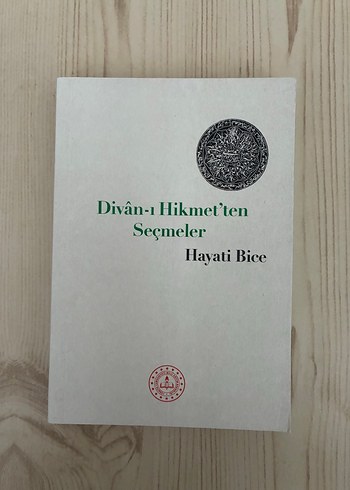 Divân-ı Hikmet'ten
Seçmeler
Hayati Bice